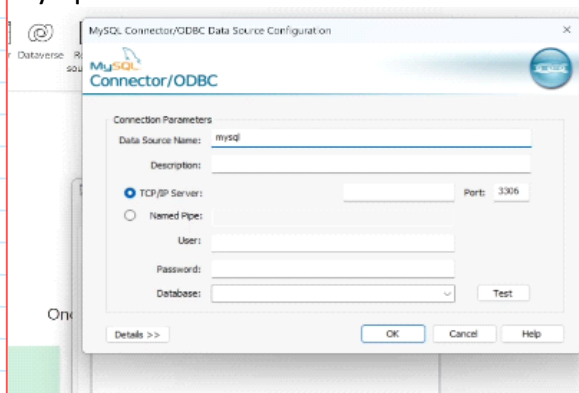 Dataverse
MySQL Connector/ODBC Data Source Configuration
MySQL
Connector/ODBC
Connection Parameters
Data Source Name: mysql
Description:
TCP/IP Server: Port: 3306
Named Pipe:
User:
Password:
Database: Test
Details >> OK Cancel Help